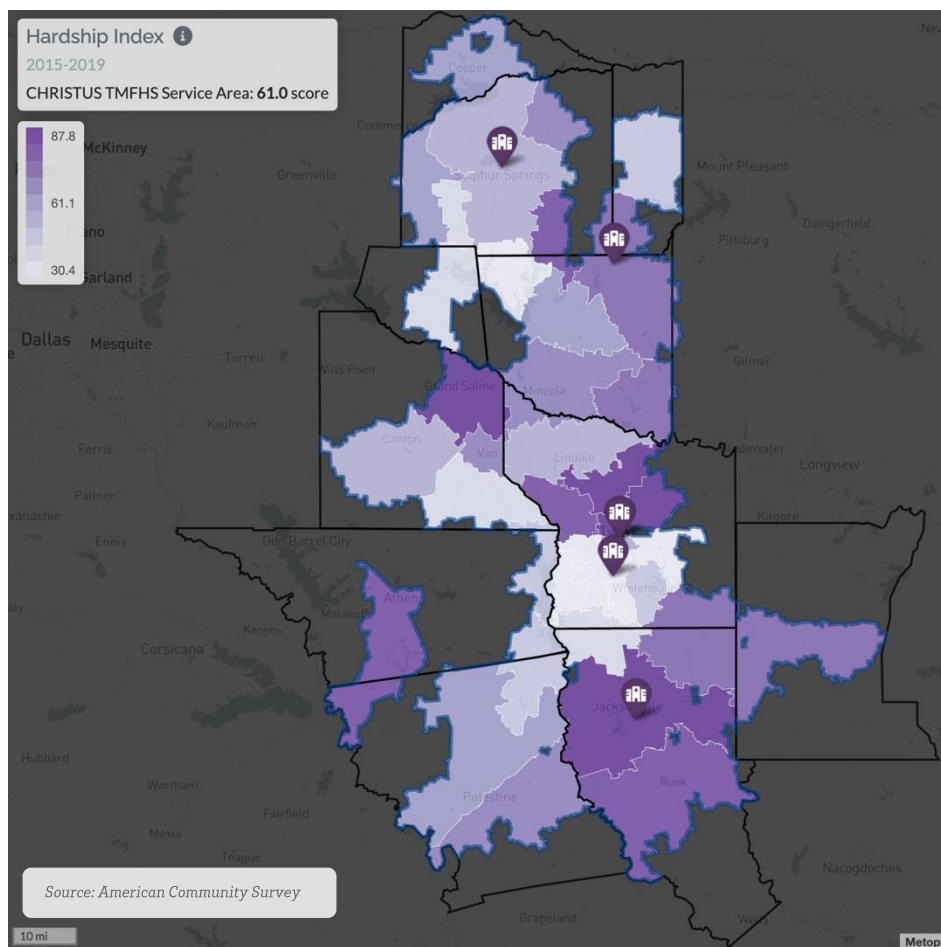 Hardship Index
2015-2019
CHRISTUS TMFHS Service Area: 61.0 score
87.8
61.1
30.4
McKinney
Plano
Garland
Dallas
Mesquite
Cooper
Commerce
Greenville
Sulphur Springs
Mount Pleasant
Daingerfield
Pittsburg
Gilmer
Terrell
Wills Point
Grand Saline
Mineola
Kaufman
Canton
Van
Lindale
Longview
Ferris
Palmer
Kilgore
Ennis
Gun Barrel City
Athens
Malakoff
Kerens
Corsicana
Whitehouse
Jacksonville
Hubbard
Rusk
Wortham
Palestine
Fairfield
Mexia
Teague
Nacogdoches
Source: American Community Survey
Grapeland
Wells
10 mi
Metop